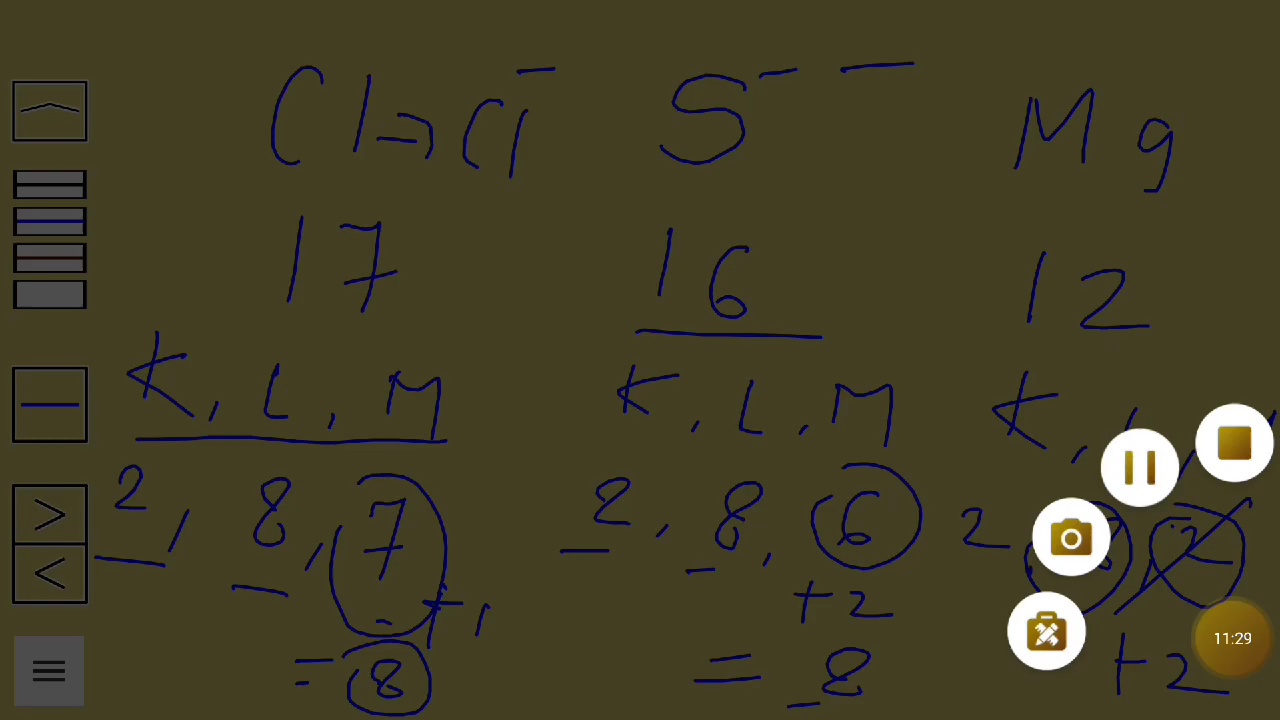 Cl → Cl⁻ S⁻ ⁻ Mg
17 16 12
K, L, M K, L, M K,
2, 8, 7 2, 8, 6 2,
+1 +2
= 8 = 8 +2
11:29